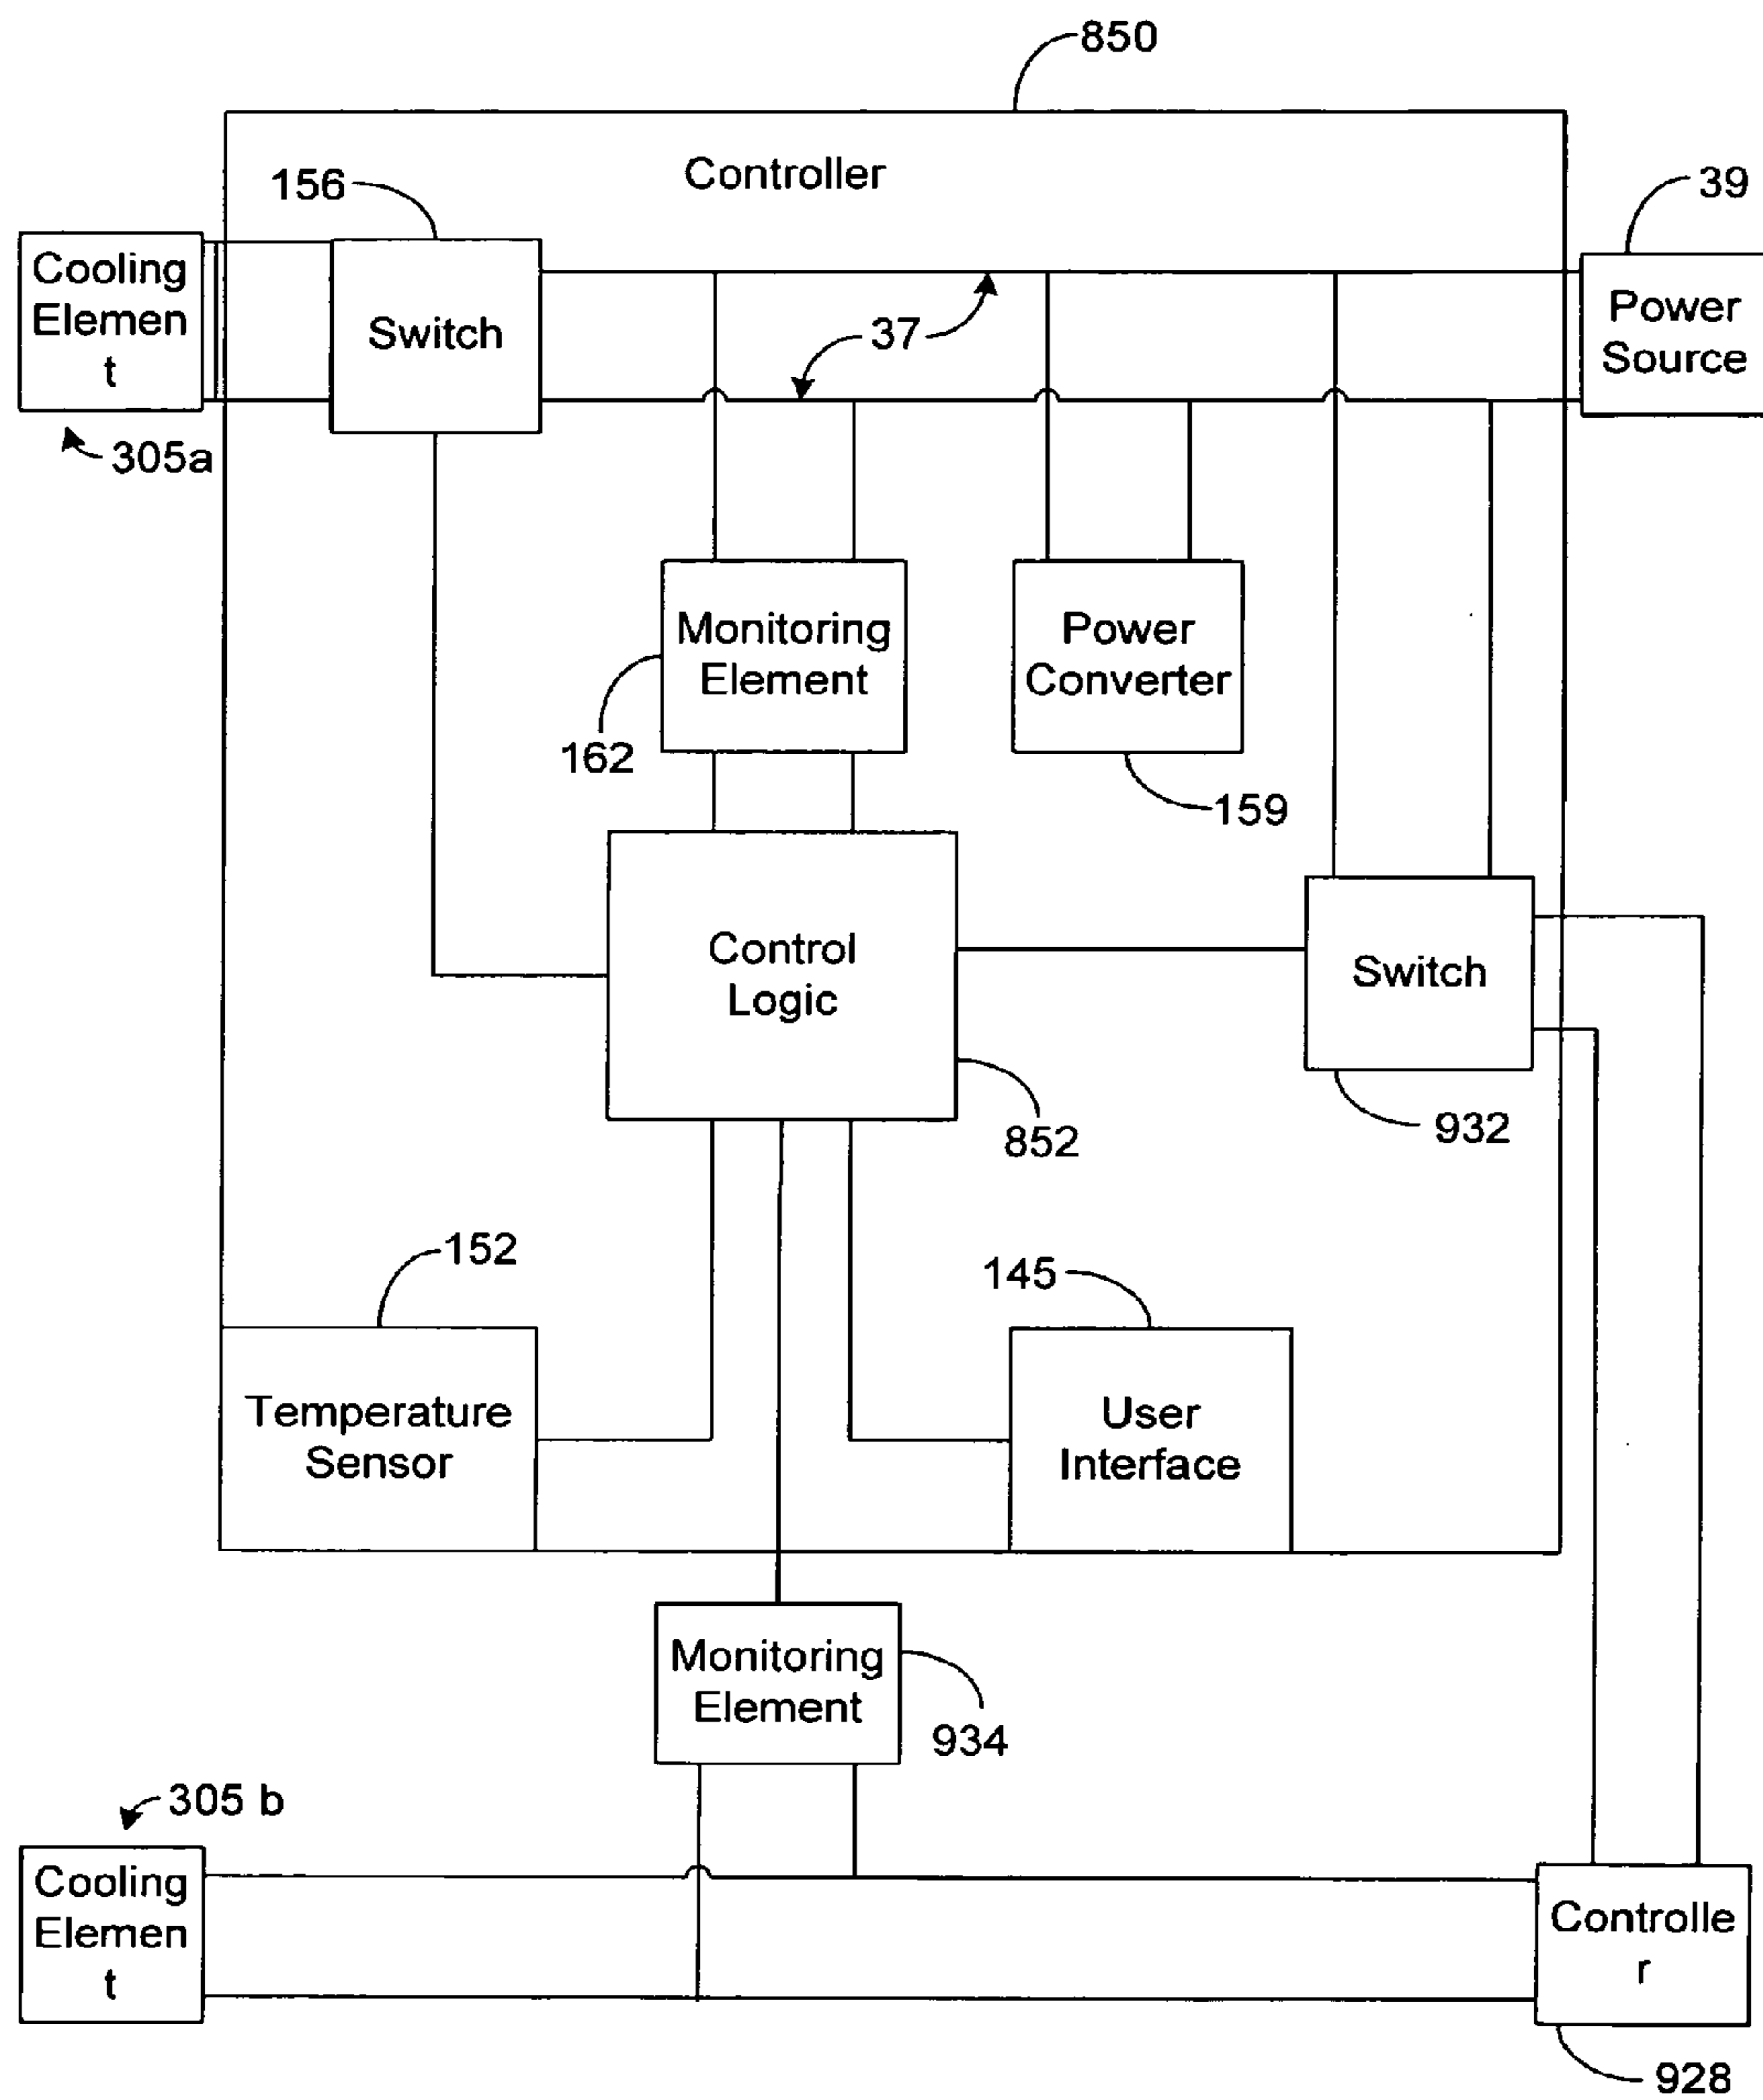 850
Controller
156
39
Cooling
Elemen
t
Switch
37
Power
Source
305a
Monitoring
Element
Power
Converter
162
159
Control
Logic
Switch
852
932
152
145
Temperature
Sensor
User
Interface
Monitoring
Element
934
305 b
Cooling
Elemen
t
Controlle
r
928